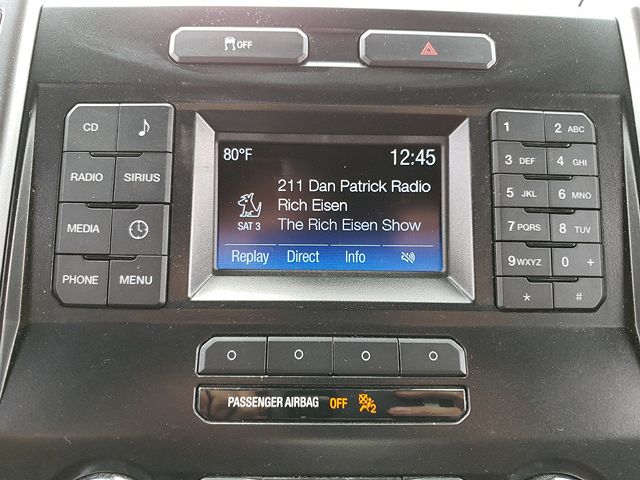 OFF
CD
RADIO SIRIUS
MEDIA
PHONE MENU
80°F 12:45
211 Dan Patrick Radio
Rich Eisen
SAT 3 The Rich Eisen Show
Replay Direct Info
1 2 ABC
3 DEF 4 GHI
5 JKL 6 MNO
7 PQRS 8 TUV
9 WXYZ 0 +
* #
PASSENGER AIRBAG OFF 2